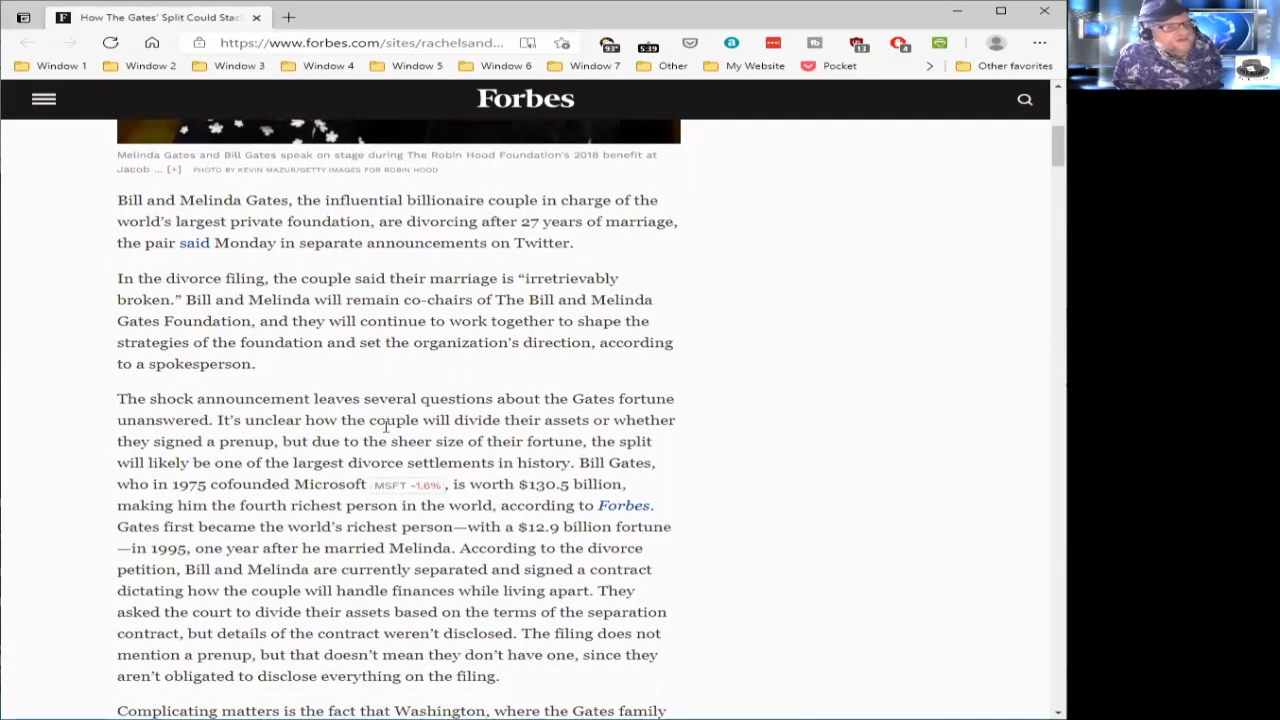 How The Gates' Split Could Stac
https://www.forbes.com/sites/rachelsand...
93°
5:39
13
4
Window 1
Window 2
Window 3
Window 4
Window 5
Window 6
Window 7
Other
My Website
Pocket
Other favorites
Forbes
Melinda Gates and Bill Gates speak on stage during The Robin Hood Foundation's 2018 benefit at
Jacob ... [+] PHOTO BY KEVIN MAZUR/GETTY IMAGES FOR ROBIN HOOD
Bill and Melinda Gates, the influential billionaire couple in charge of the
world's largest private foundation, are divorcing after 27 years of marriage,
the pair said Monday in separate announcements on Twitter.
In the divorce filing, the couple said their marriage is “irretrievably
broken.” Bill and Melinda will remain co-chairs of The Bill and Melinda
Gates Foundation, and they will continue to work together to shape the
strategies of the foundation and set the organization's direction, according
to a spokesperson.
The shock announcement leaves several questions about the Gates fortune
unanswered. It's unclear how the couple will divide their assets or whether
they signed a prenup, but due to the sheer size of their fortune, the split
will likely be one of the largest divorce settlements in history. Bill Gates,
who in 1975 cofounded Microsoft MSFT -1.6% , is worth $130.5 billion,
making him the fourth richest person in the world, according to Forbes.
Gates first became the world's richest person—with a $12.9 billion fortune
—in 1995, one year after he married Melinda. According to the divorce
petition, Bill and Melinda are currently separated and signed a contract
dictating how the couple will handle finances while living apart. They
asked the court to divide their assets based on the terms of the separation
contract, but details of the contract weren't disclosed. The filing does not
mention a prenup, but that doesn't mean they don't have one, since they
aren't obligated to disclose everything on the filing.
Complicating matters is the fact that Washington, where the Gates family